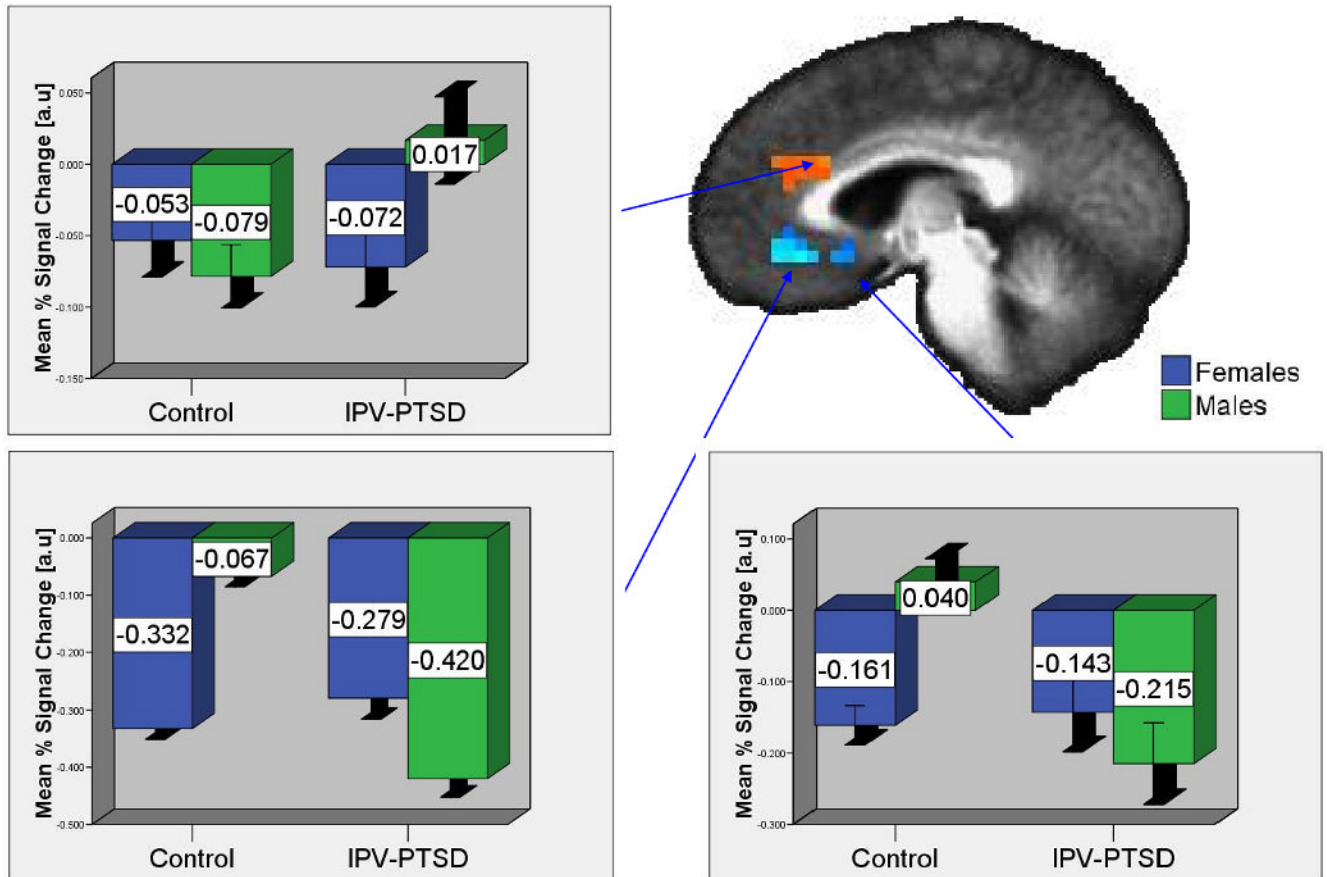 Mean % Signal Change [a.u]
0.050
0.000
-0.050
-0.100
-0.150
-0.053
-0.079
-0.072
0.017
Control
IPV-PTSD
Females
Males
Mean % Signal Change [a.u]
0.000
-0.100
-0.200
-0.300
-0.400
-0.500
-0.332
-0.067
-0.279
-0.420
Control
IPV-PTSD
Mean % Signal Change [a.u]
0.100
0.000
-0.100
-0.200
-0.300
-0.161
0.040
-0.143
-0.215
Control
IPV-PTSD